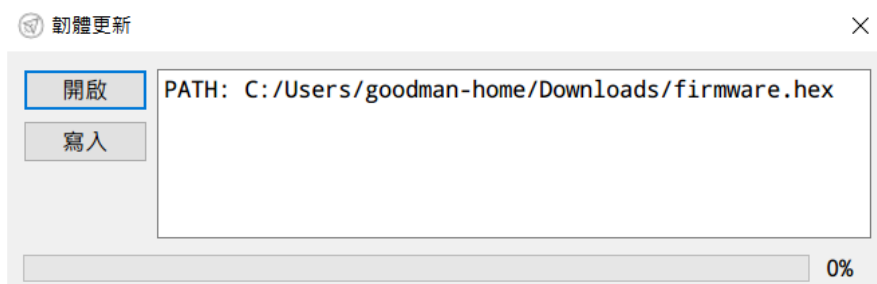 韌體更新
開啟
PATH: C:/Users/goodman-home/Downloads/firmware.hex
寫入
0%